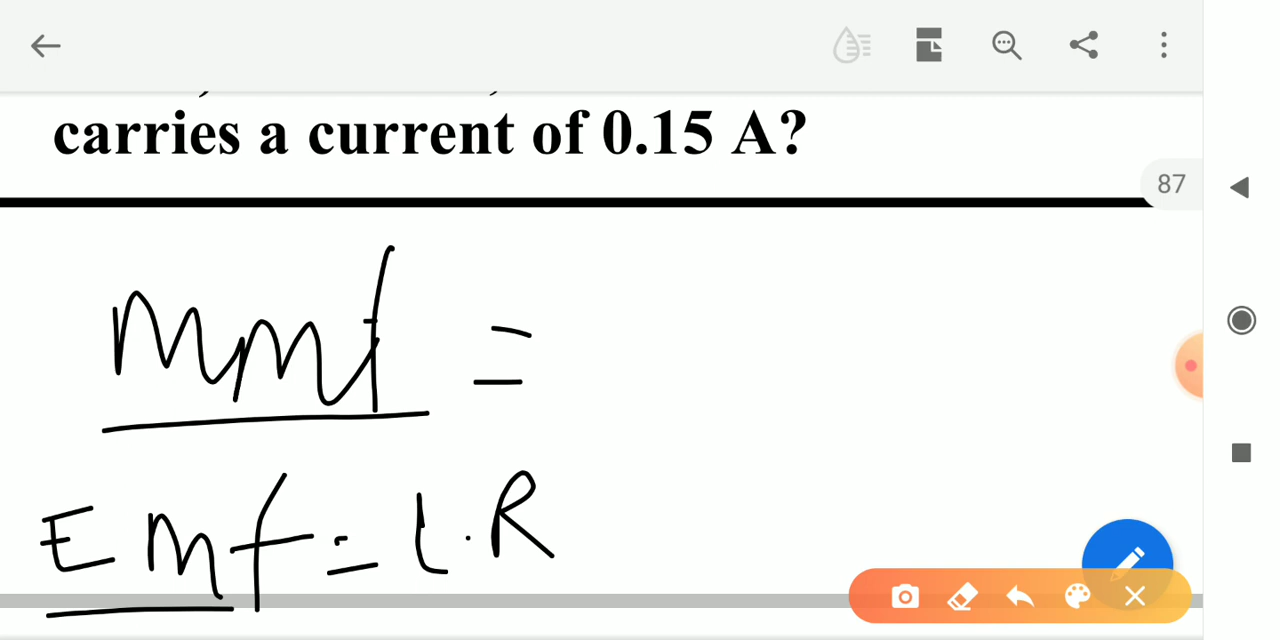 carries a current of 0.15 A?
87
mmf =
Emf = I.R